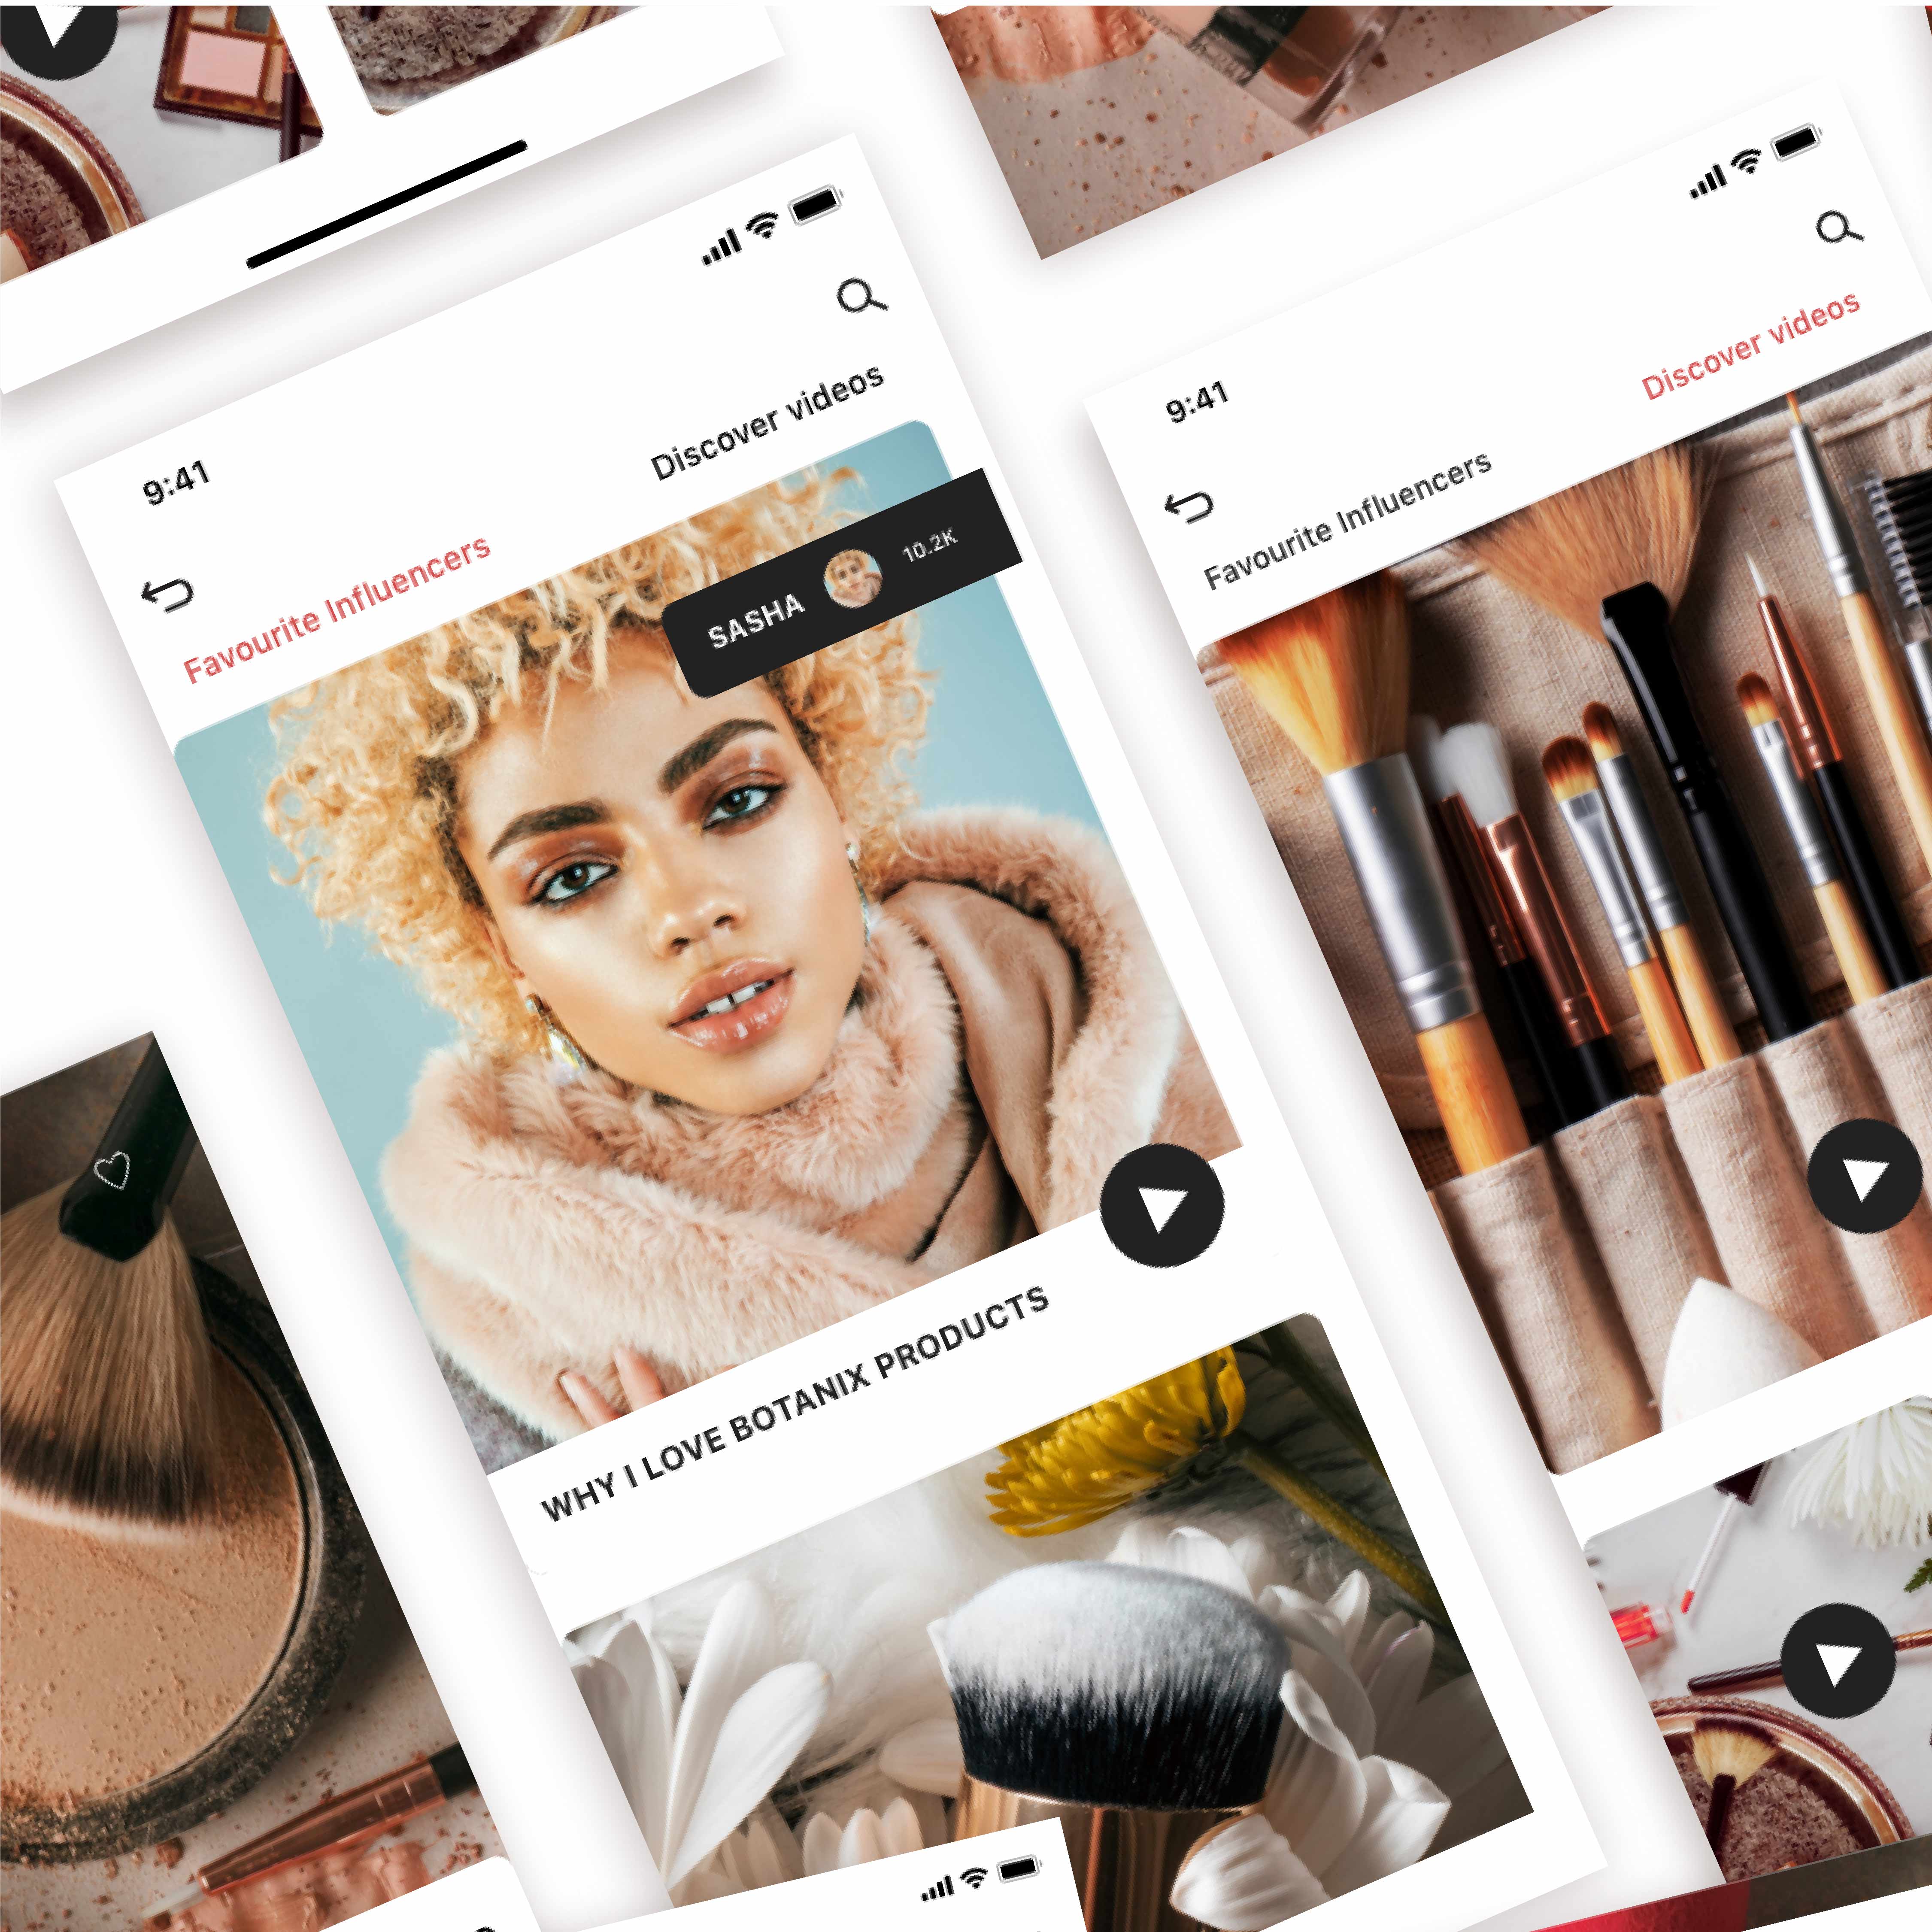 9:41
Discover videos
Favourite Influencers
SASHA 10.2K
WHY I LOVE BOTANIX PRODUCTS
9:41
Discover videos
Favourite Influencers